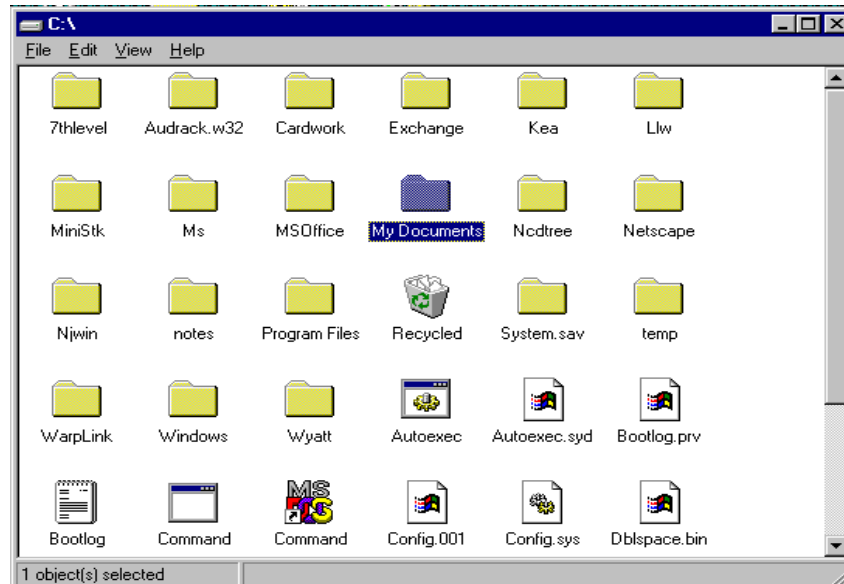 C:\
File Edit View Help
7thlevel Audrack.w32 Cardwork Exchange Kea Llw
MiniStk Ms MSOffice My Documents Ncdtree Netscape
Njwin notes Program Files Recycled System.sav temp
WarpLink Windows Wyatt Autoexec Autoexec.syd Bootlog.prv
MS
Bootlog Command Command Config.001 Config.sys Dblspace.bin
1 object(s) selected